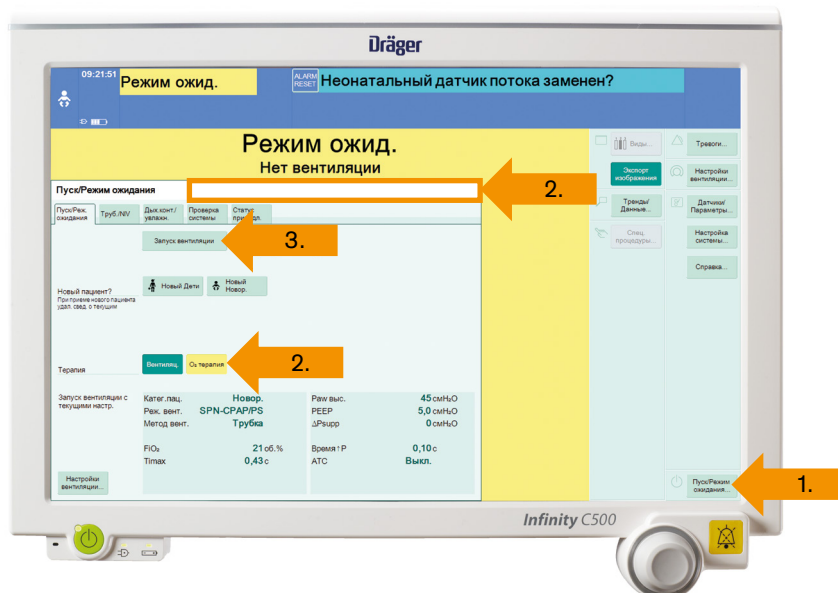 Dräger
09:21:51
Режим ожид.
ALARM
RESET
Неонатальный датчик потока заменен?
Режим ожид.
Нет вентиляции
2.
Пуск/Режим ожидания
Пуск/Реж.
ожидания
Труб./NIV
Дых.конт./
увлажн.
Проверка
системы
Статус
Запуск вентиляции
3.
Новый пациент?
При приеме нового пациента
удал. свед. о текущем
Новый Дети
Новый
Новор.
Терапия
Вентиляц.
O₂ терапия
2.
Запуск вентиляции с
текущими настр.
Катег.пац. Новор.
Реж. вент. SPN-CPAP/PS
Метод вент. Трубка
FiO₂ 21 об.%
Timax 0,43 с
Paw выс. 45 смH₂O
PEEP 5,0 смH₂O
ΔPsupp 0 смH₂O
Время↑P 0,10 с
ATC Выкл.
Настройки
вентиляции...
Виды...
Тревоги...
Экспорт
изображения
Настройки
вентиляции...
Тренды/
Данные...
Датчики/
Параметры...
Спец.
процедуры...
Настройка
системы...
Справка...
Пуск/Режим
ожидания...
1.
Infinity C500